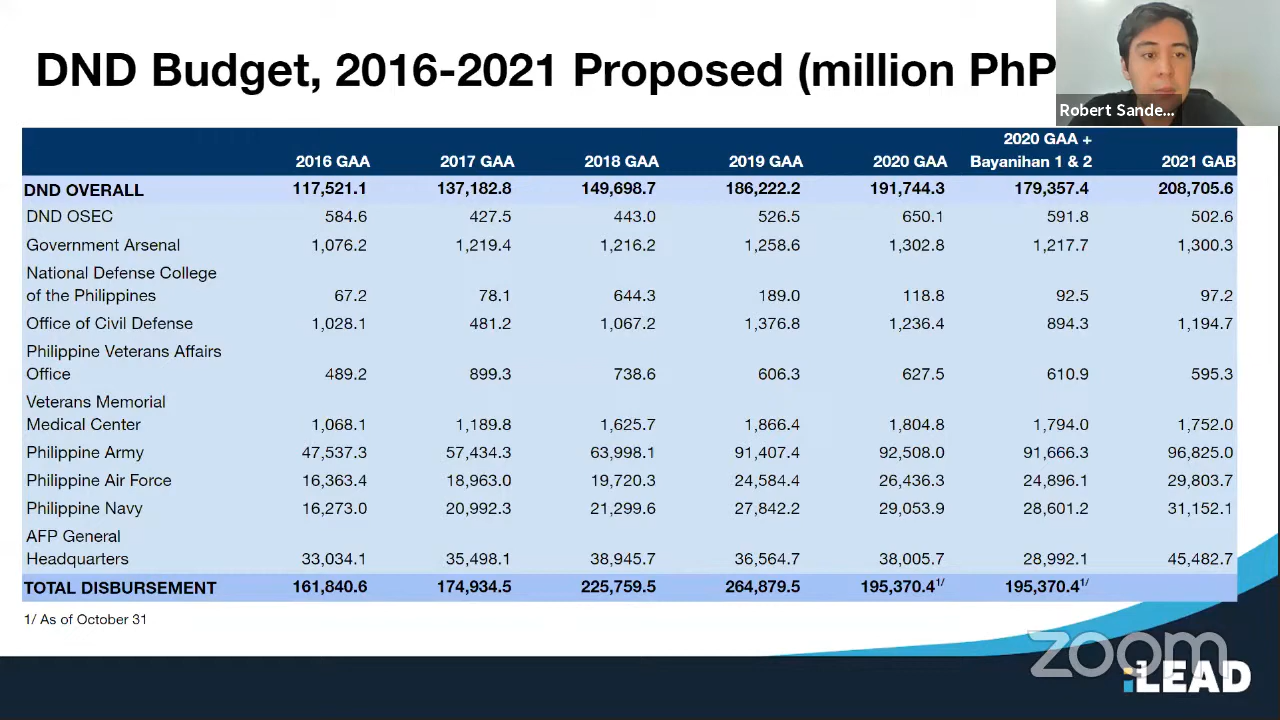 DND Budget, 2016-2021 Proposed (million PhP
Robert Sande...
2016 GAA 2017 GAA 2018 GAA 2019 GAA 2020 GAA 2020 GAA + Bayanihan 1 & 2 2021 GAB
DND OVERALL 117,521.1 137,182.8 149,698.7 186,222.2 191,744.3 179,357.4 208,705.6
DND OSEC 584.6 427.5 443.0 526.5 650.1 591.8 502.6
Government Arsenal 1,076.2 1,219.4 1,216.2 1,258.6 1,302.8 1,217.7 1,300.3
National Defense College
of the Philippines 67.2 78.1 644.3 189.0 118.8 92.5 97.2
Office of Civil Defense 1,028.1 481.2 1,067.2 1,376.8 1,236.4 894.3 1,194.7
Philippine Veterans Affairs
Office 489.2 899.3 738.6 606.3 627.5 610.9 595.3
Veterans Memorial
Medical Center 1,068.1 1,189.8 1,625.7 1,866.4 1,804.8 1,794.0 1,752.0
Philippine Army 47,537.3 57,434.3 63,998.1 91,407.4 92,508.0 91,666.3 96,825.0
Philippine Air Force 16,363.4 18,963.0 19,720.3 24,584.4 26,436.3 24,896.1 29,803.7
Philippine Navy 16,273.0 20,992.3 21,299.6 27,842.2 29,053.9 28,601.2 31,152.1
AFP General
Headquarters 33,034.1 35,498.1 38,945.7 36,564.7 38,005.7 28,992.1 45,482.7
TOTAL DISBURSEMENT 161,840.6 174,934.5 225,759.5 264,879.5 195,370.4 1/ 195,370.4 1/
1/ As of October 31
zoom
iLEAD